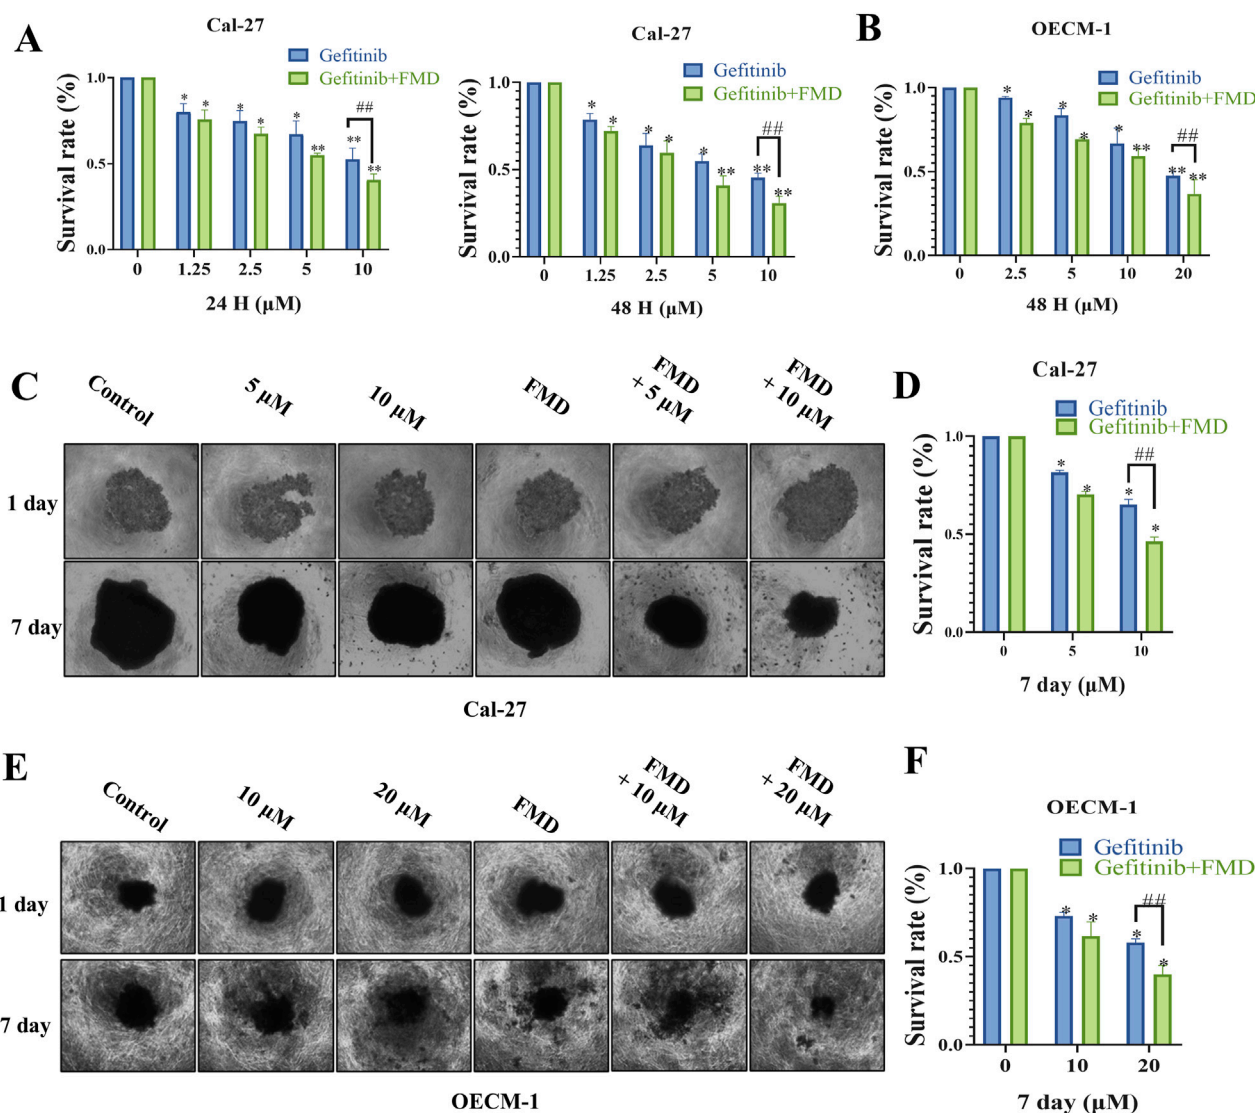 A
Cal-27
Gefitinib
Gefitinib+FMD
Survival rate (%)
1.0
0.5
0.0
* * * * * ** ** **
##
0 1.25 2.5 5 10
24 H (μM)
Cal-27
Gefitinib
Gefitinib+FMD
Survival rate (%)
1.0
0.5
0.0
* * * * * ** ** **
##
0 1.25 2.5 5 10
48 H (μM)
B
OECM-1
Gefitinib
Gefitinib+FMD
Survival rate (%)
1.0
0.5
0.0
* * * * * ** ** **
##
0 2.5 5 10 20
48 H (μM)
C
Control
5 μM
10 μM
FMD
FMD
+ 5 μM
FMD
+ 10 μM
1 day
7 day
Cal-27
D
Cal-27
Gefitinib
Gefitinib+FMD
Survival rate (%)
1.0
0.5
0.0
* * * *
##
0 5 10
7 day (μM)
E
Control
10 μM
20 μM
FMD
FMD
+ 10 μM
FMD
+ 20 μM
1 day
7 day
OECM-1
F
OECM-1
Gefitinib
Gefitinib+FMD
Survival rate (%)
1.0
0.5
0.0
* * * *
##
0 10 20
7 day (μM)